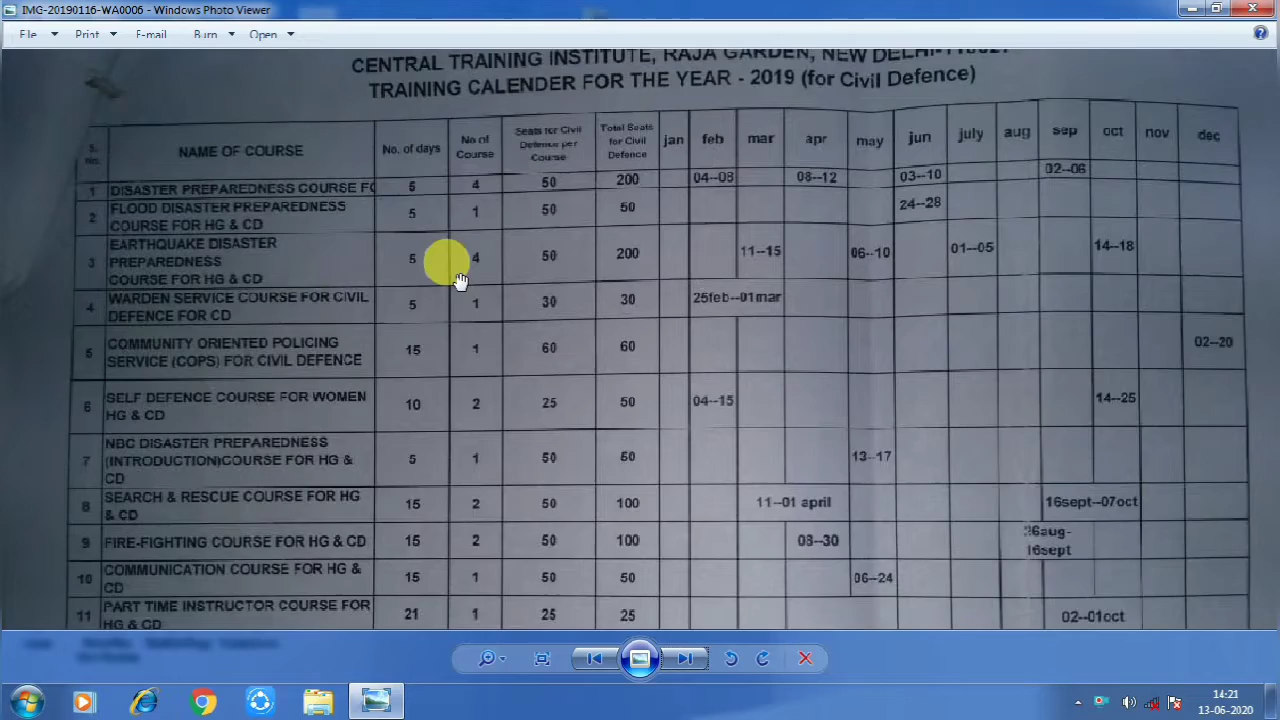 IMG-20190116-WA0006 - Windows Photo Viewer
File Print E-mail Burn Open
CENTRAL TRAINING INSTITUTE, RAJA GARDEN, NEW DELHI-110027
TRAINING CALENDER FOR THE YEAR - 2019 (for Civil Defence)
S. No. NAME OF COURSE No. of days No of Course Seats for Civil Defence per Course Total Seats for Civil Defence jan feb mar apr may jun july aug sep oct nov dec
1 DISASTER PREPAREDNESS COURSE FO 5 4 50 200 04--08 08--12 03--10 02--06
2 FLOOD DISASTER PREPAREDNESS
COURSE FOR HG & CD 5 1 50 50 24--28
3 EARTHQUAKE DISASTER
PREPAREDNESS
COURSE FOR HG & CD 5 4 50 200 11--15 06--10 01--05 14--18
4 WARDEN SERVICE COURSE FOR CIVIL
DEFENCE FOR CD 5 1 30 30 25feb--01mar
5 COMMUNITY ORIENTED POLICING
SERVICE (COPS) FOR CIVIL DEFENCE 15 1 60 60 02--20
6 SELF DEFENCE COURSE FOR WOMEN
HG & CD 10 2 25 50 04--15 14--25
7 NBC DISASTER PREPAREDNESS
(INTRODUCTION)COURSE FOR HG &
CD 5 1 50 50 13--17
8 SEARCH & RESCUE COURSE FOR HG
& CD 15 2 50 100 11--01 april 16sept--07oct
9 FIRE-FIGHTING COURSE FOR HG & CD 15 2 50 100 08--30 26aug-
16sept
10 COMMUNICATION COURSE FOR HG &
CD 15 1 50 50 06--24
11 PART TIME INSTRUCTOR COURSE FOR
HG & CD 21 1 25 25 02--01oct
14:21
13-06-2020